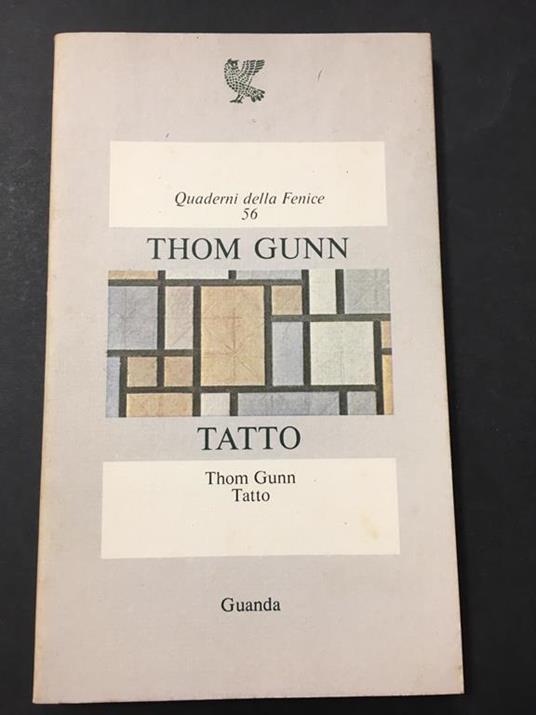 Quaderni della Fenice
56
THOM GUNN
TATTO
Thom Gunn
Tatto
Guanda